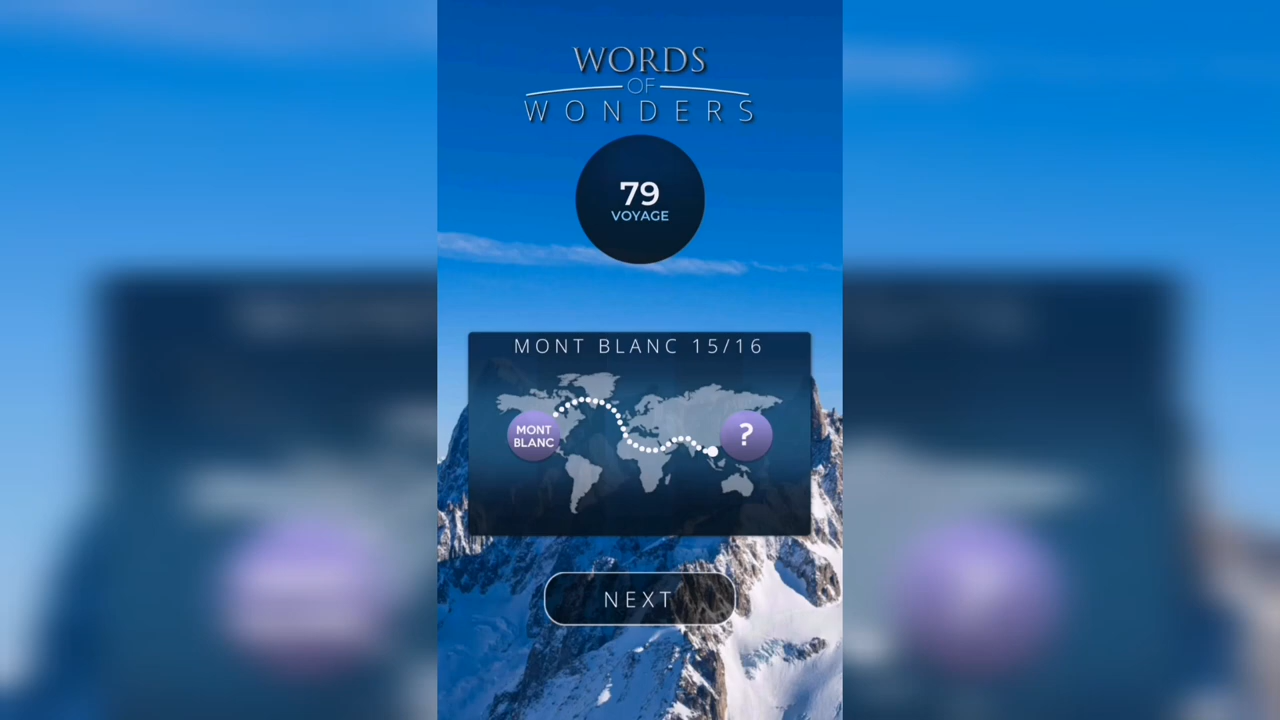 WORDS
OF
WONDERS
79
VOYAGE
MONT BLANC 15/16
MONT
BLANC
?
NEXT